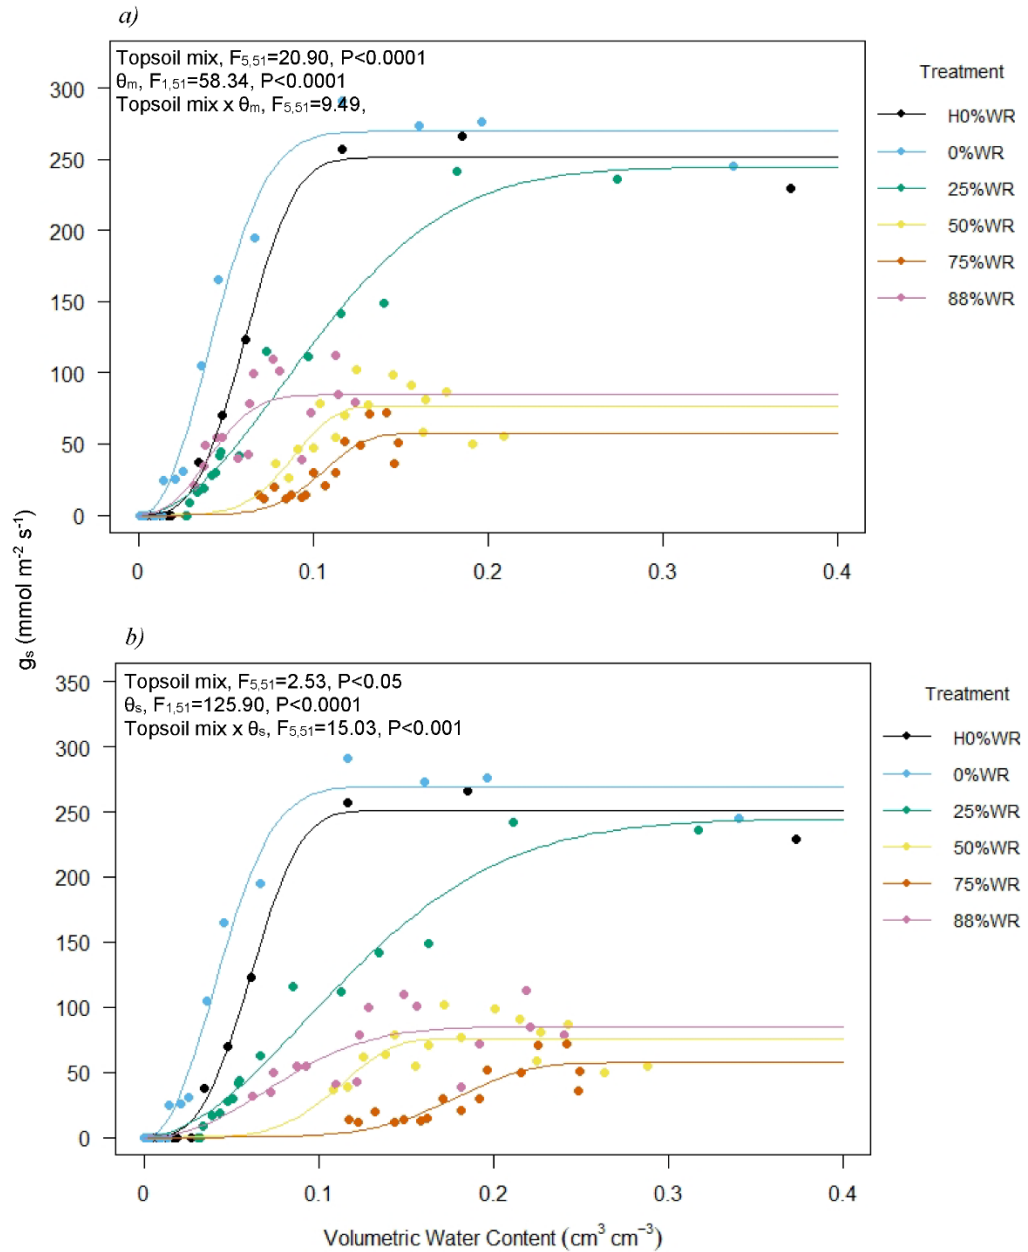 a)
Topsoil mix, F5,51=20.90, P<0.0001
θm, F1,51=58.34, P<0.0001
Topsoil mix x θm, F5,51=9.49,
300
250
200
150
100
50
0
0 0.1 0.2 0.3 0.4
Treatment
H0%WR
0%WR
25%WR
50%WR
75%WR
88%WR
gs (mmol m-2 s-1)
b)
Topsoil mix, F5,51=2.53, P<0.05
θs, F1,51=125.90, P<0.0001
Topsoil mix x θs, F5,51=15.03, P<0.001
350
300
250
200
150
100
50
0
0 0.1 0.2 0.3 0.4
Treatment
H0%WR
0%WR
25%WR
50%WR
75%WR
88%WR
Volumetric Water Content (cm3 cm−3)